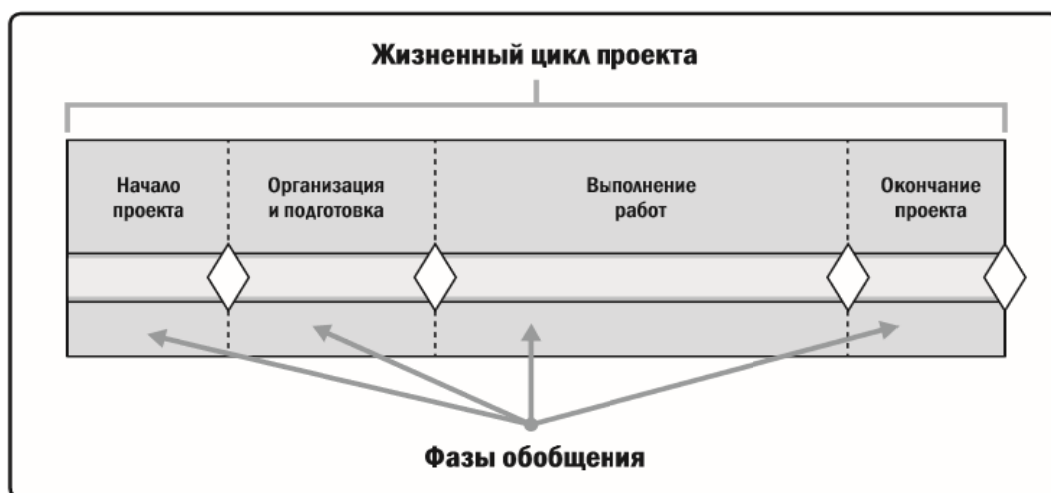 Жизненный цикл проекта
Начало
проекта
Организация
и подготовка
Выполнение
работ
Окончание
проекта
Фазы обобщения